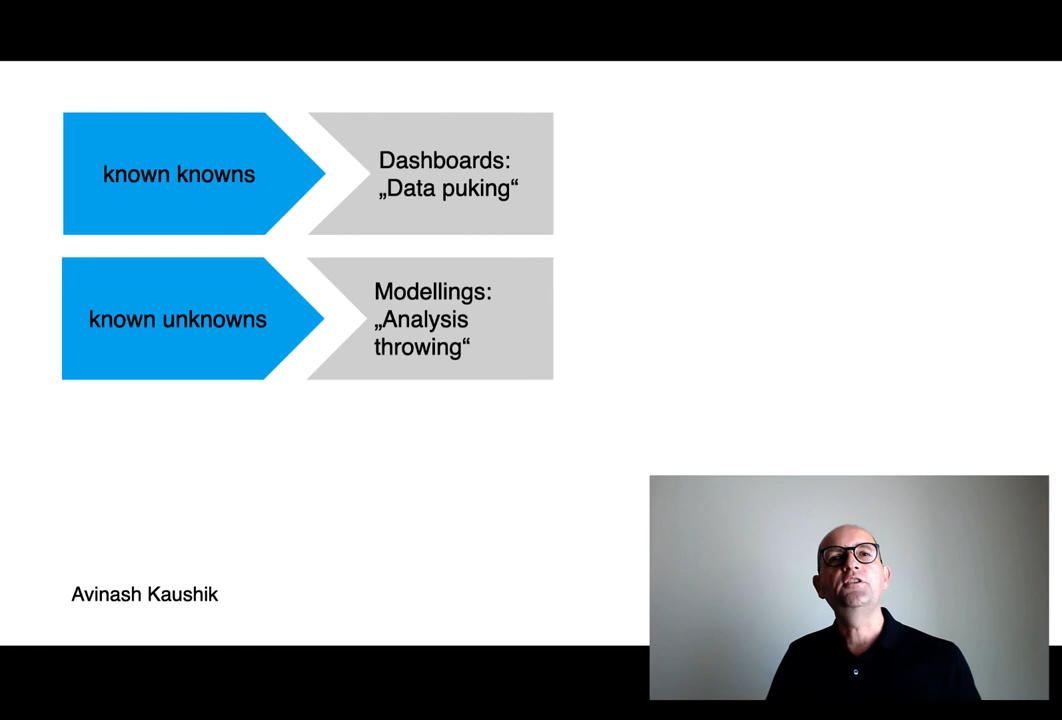 known knowns
Dashboards:
„Data puking“
known unknowns
Modellings:
„Analysis
throwing“
Avinash Kaushik